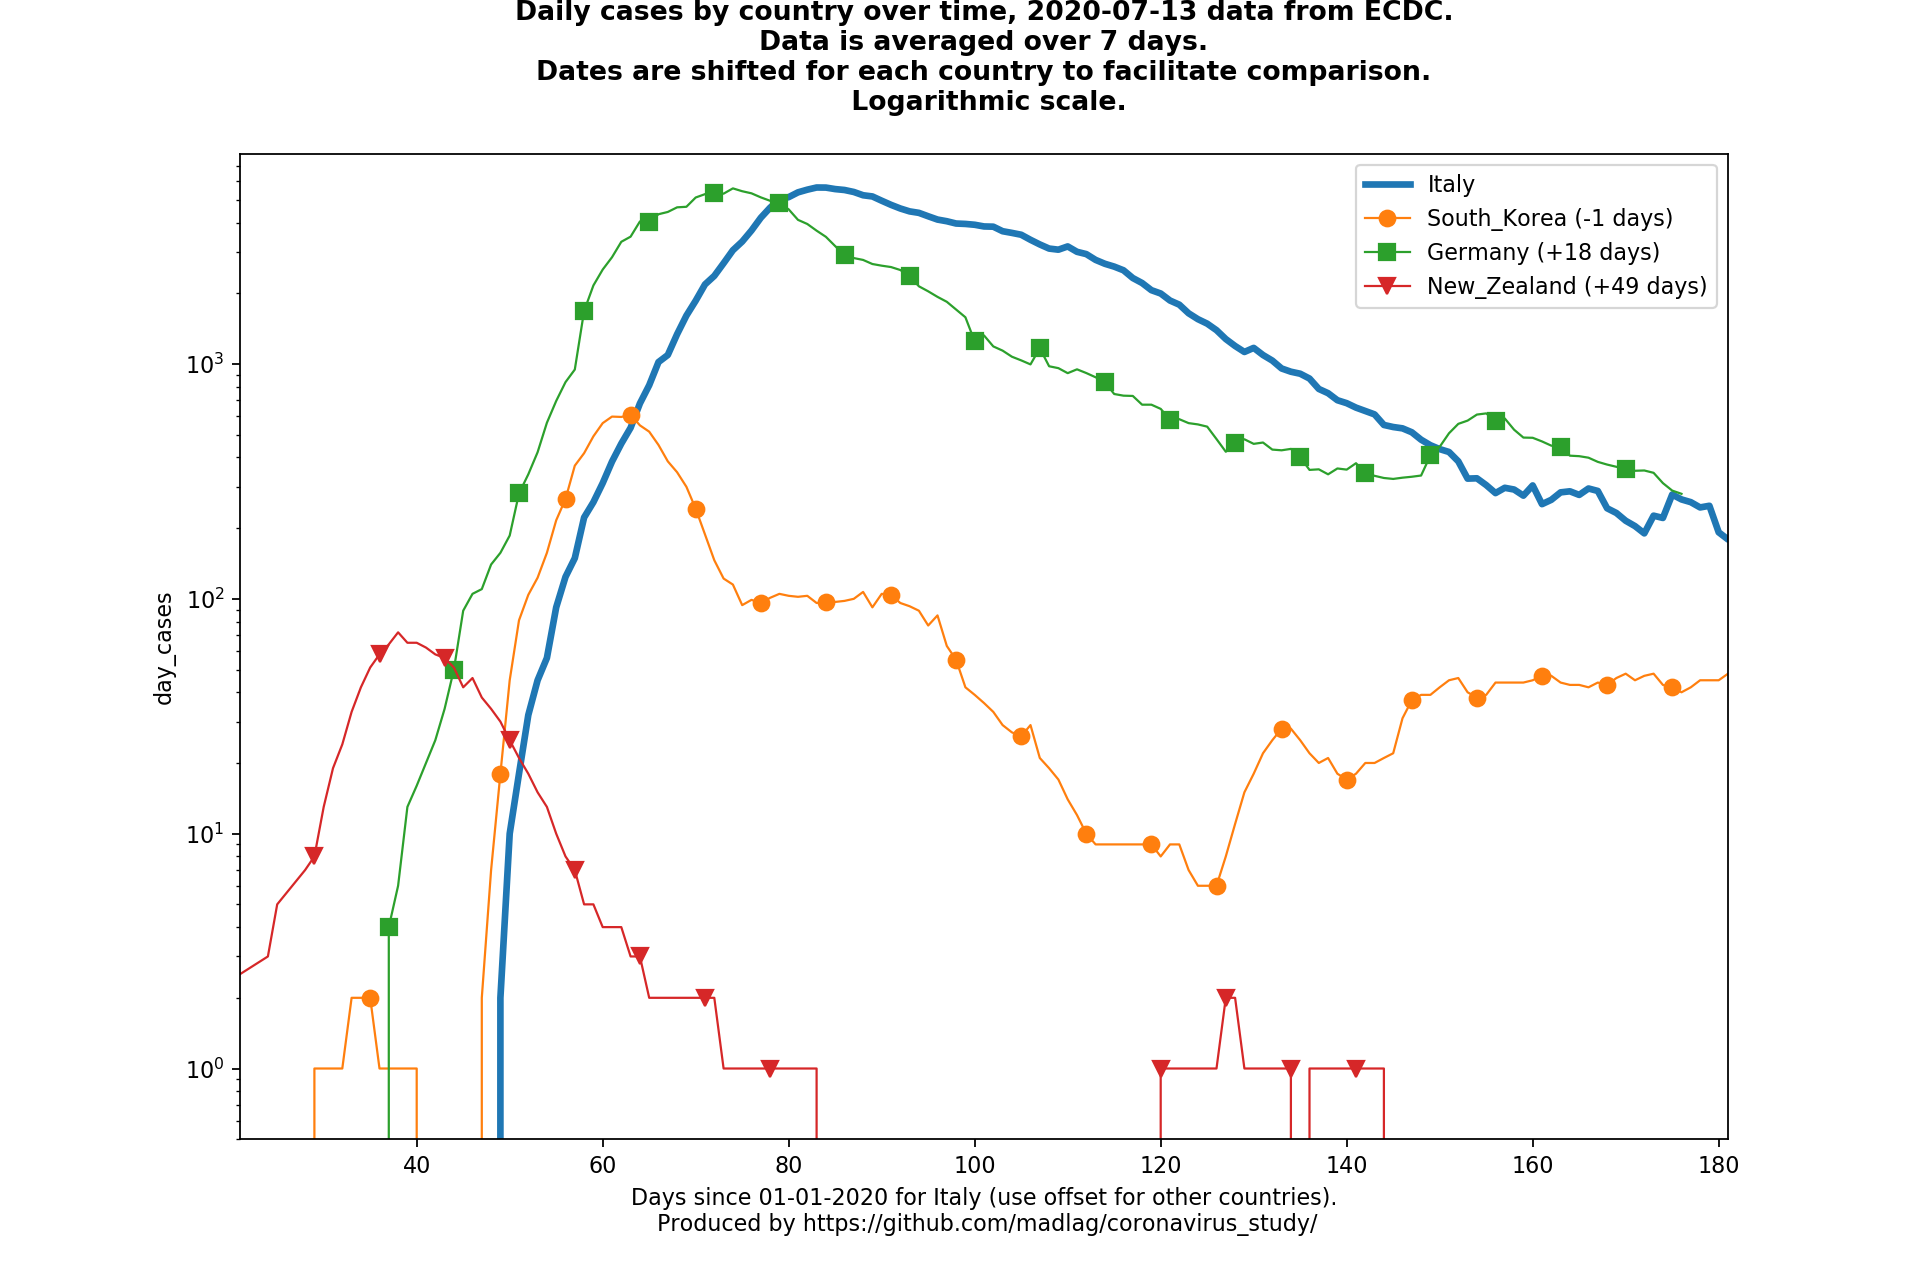 Daily cases by country over time, 2020-07-13 data from ECDC.
Data is averaged over 7 days.
Dates are shifted for each country to facilitate comparison.
Logarithmic scale.
Italy
South_Korea (-1 days)
Germany (+18 days)
New_Zealand (+49 days)
day_cases
10³
10²
10¹
10⁰
40 60 80 100 120 140 160 180
Days since 01-01-2020 for Italy (use offset for other countries).
Produced by https://github.com/madlag/coronavirus_study/